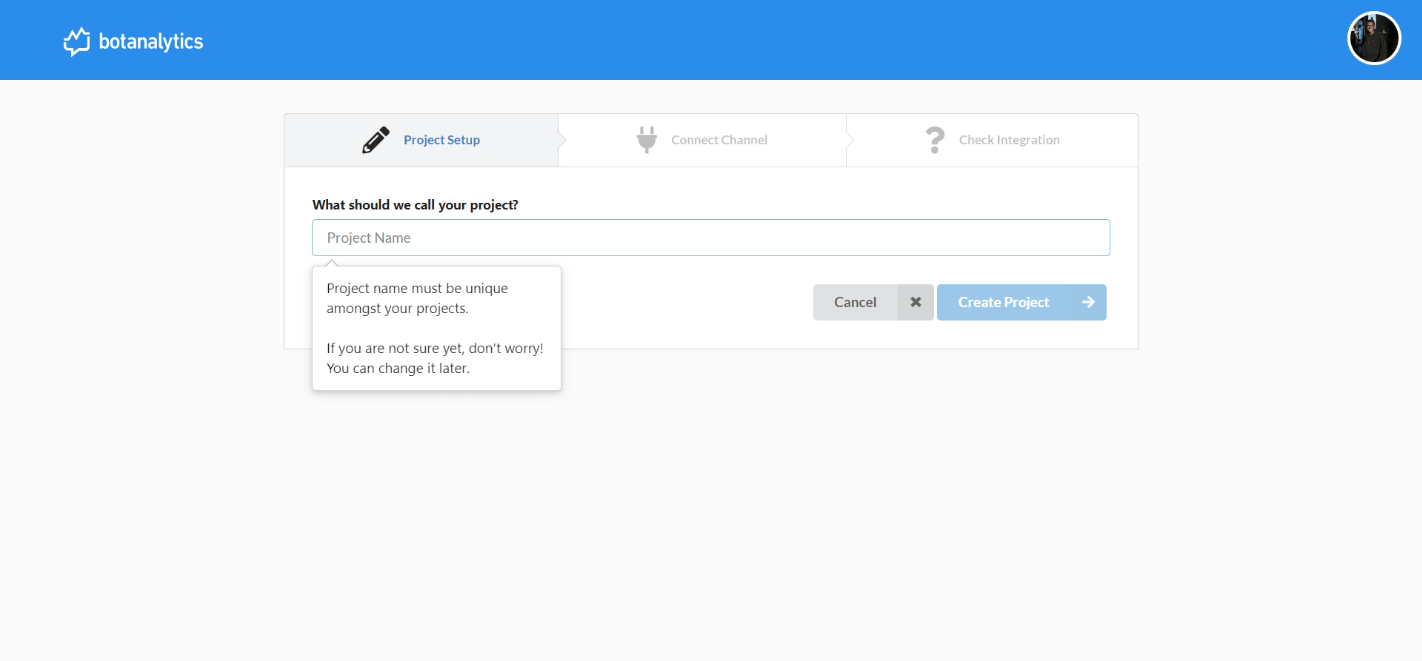 botanalytics
Project Setup
Connect Channel
Check Integration
What should we call your project?
Project Name
Project name must be unique
amongst your projects.
If you are not sure yet, don't worry!
You can change it later.
Cancel
Create Project